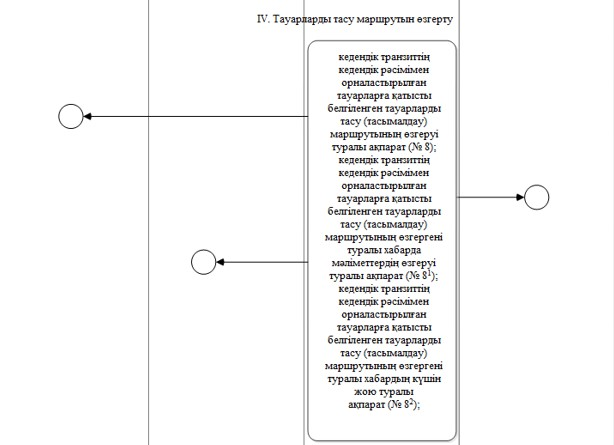 IV. Тауарларды тасу маршрутын өзгерту
кедендік транзиттің
кедендік рәсімімен
орналастырылған
тауарларға қатысты
белгіленген тауарларды
тасу (тасымалдау)
маршрутының өзгеруі
туралы ақпарат (№ 8);
кедендік транзиттің
кедендік рәсімімен
орналастырылған
тауарларға қатысты
белгіленген тауарларды
тасу (тасымалдау)
маршрутының өзгергені
туралы хабарда
мәліметтердің өзгеруі
туралы ақпарат (№ 8¹);
кедендік транзиттің
кедендік рәсімімен
орналастырылған
тауарларға қатысты
белгіленген тауарларды
тасу (тасымалдау)
маршрутының өзгергені
туралы хабардың күшін
жою туралы
ақпарат (№ 8²);